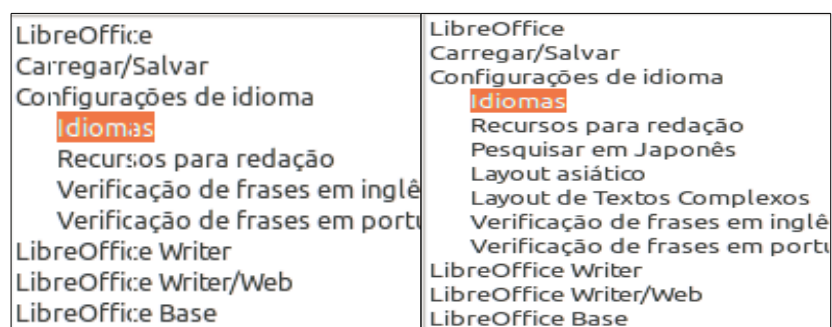 LibreOffice
Carregar/Salvar
Configurações de idioma
Idiomas
Recursos para redação
Verificação de frases em inglê
Verificação de frases em portu
LibreOffice Writer
LibreOffice Writer/Web
LibreOffice Base
LibreOffice
Carregar/Salvar
Configurações de idioma
Idiomas
Recursos para redação
Pesquisar em Japonês
Layout asiático
Layout de Textos Complexos
Verificação de frases em inglê
Verificação de frases em portu
LibreOffice Writer
LibreOffice Writer/Web
LibreOffice Base